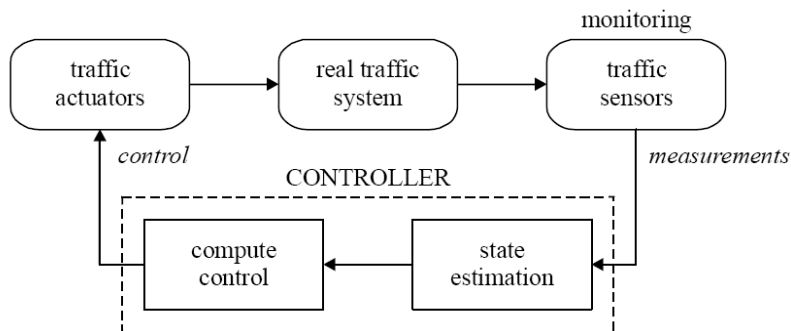 monitoring
traffic
actuators
real traffic
system
traffic
sensors
control
measurements
CONTROLLER
compute
control
state
estimation